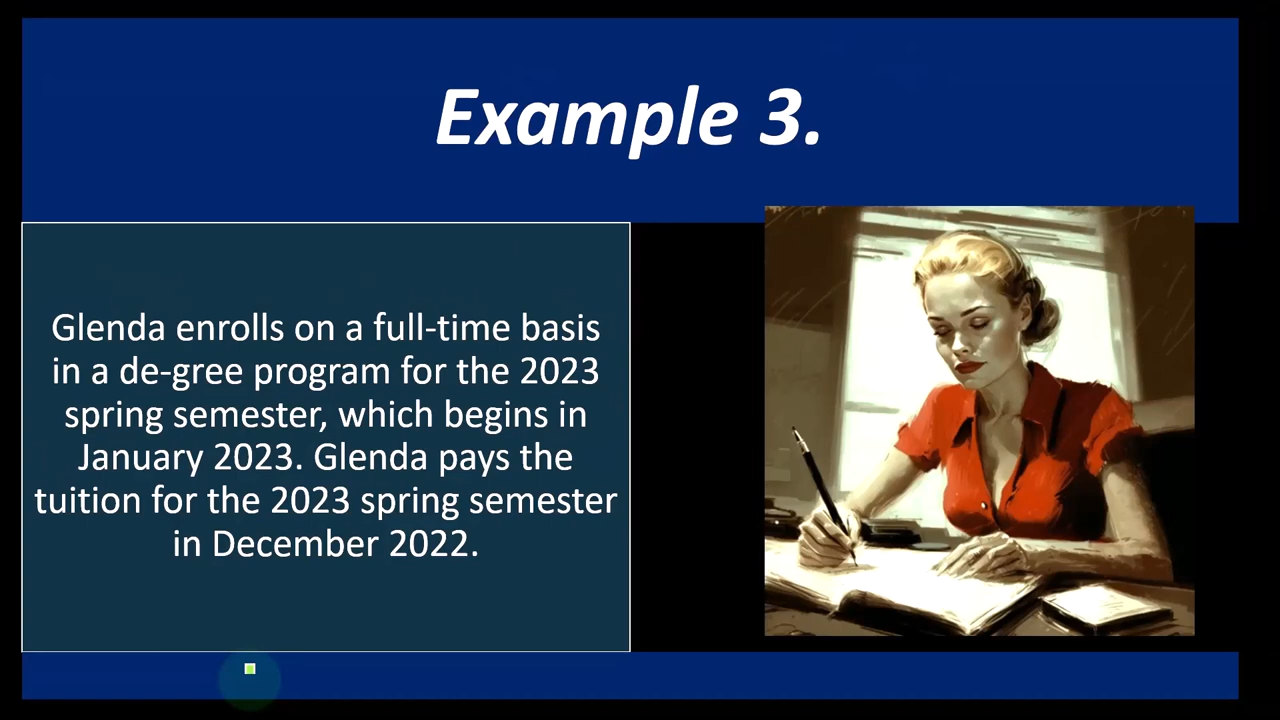 Example 3.
Glenda enrolls on a full-time basis
in a de-gree program for the 2023
spring semester, which begins in
January 2023. Glenda pays the
tuition for the 2023 spring semester
in December 2022.